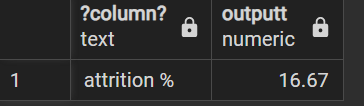 ?column? outputt
text numeric
1 attrition % 16.67